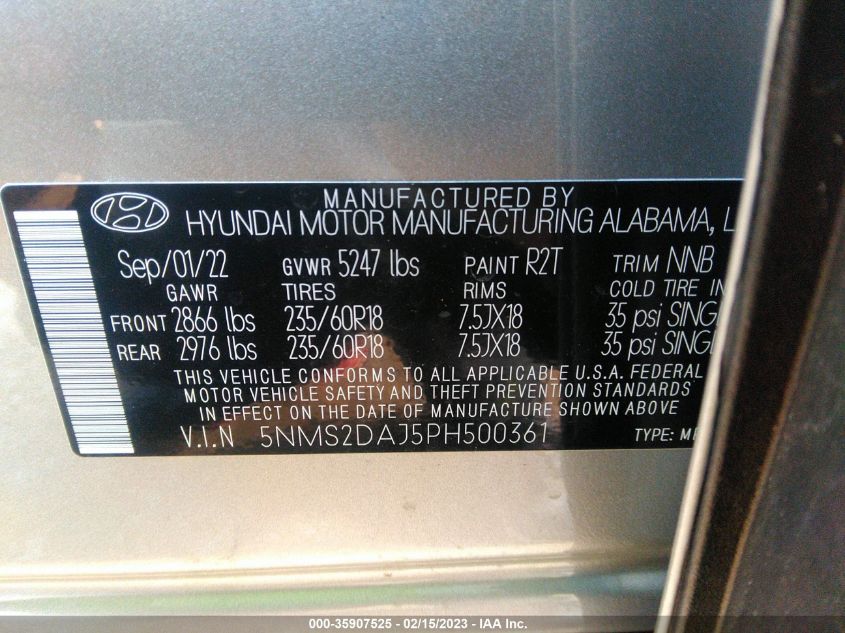 MANUFACTURED BY
HYUNDAI MOTOR MANUFACTURING ALABAMA, L
Sep/01/22 GVWR 5247 lbs PAINT R2T TRIM NNB
GAWR TIRES RIMS COLD TIRE IN
FRONT 2866 lbs 235/60R18 7.5JX18 35 psi SINGL
REAR 2976 lbs 235/60R18 7.5JX18 35 psi SINGL
THIS VEHICLE CONFORMS TO ALL APPLICABLE U.S.A. FEDERAL
MOTOR VEHICLE SAFETY AND THEFT PREVENTION STANDARDS
IN EFFECT ON THE DATE OF MANUFACTURE SHOWN ABOVE
V.I.N 5NMS2DAJ5PH500361 TYPE: M
000-35907525 - 02/15/2023 - IAA Inc.